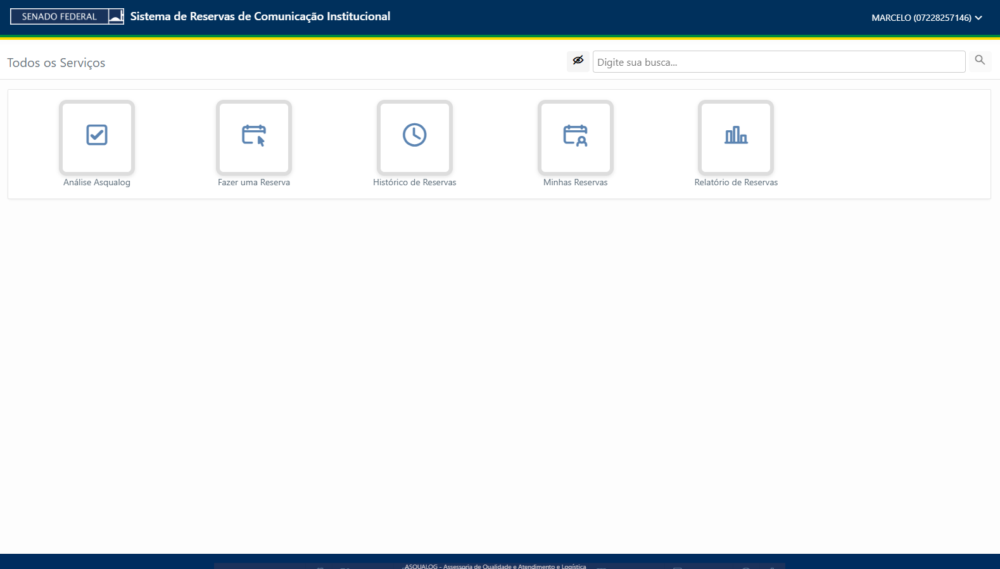 SENADO FEDERAL
Sistema de Reservas de Comunicação Institucional
MARCELO (07228257146)
Todos os Serviços
Digite sua busca...
Análise Asqualog
Fazer uma Reserva
Histórico de Reservas
Minhas Reservas
Relatório de Reservas
ASQUALOG - Assessoria de Qualidade e Atendimento e Logística